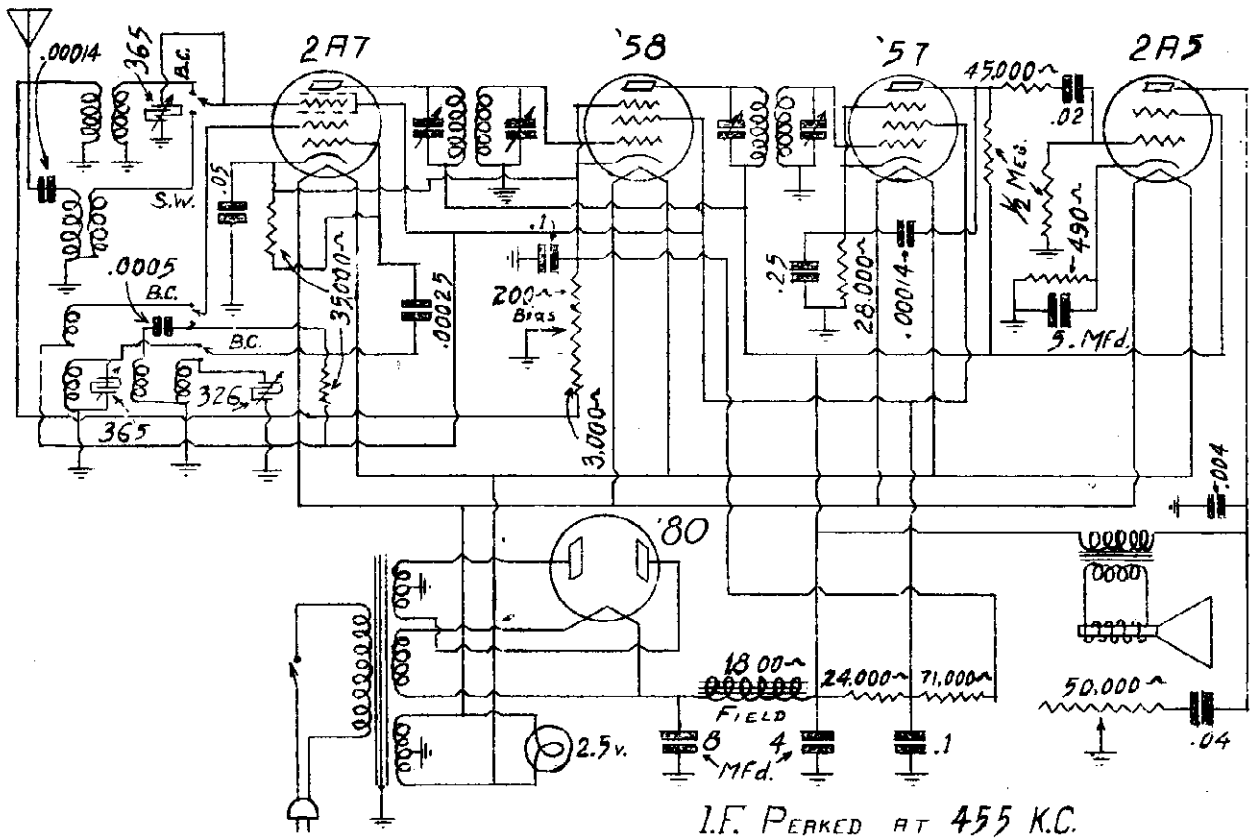 2A7
'58
'57
2A5
.00014
365
B.C.
45,000~
.02
S.W.
.05
.1
½ MEG.
490~
.0005
B.C.
35000~
.00025
200~
Bias
.25
28.000~
.00014
5. MFd.
B.C.
326
365
3,000~
.004
'80
1800~
24.000~
71,000~
FIELD
50.000~
2.5v.
8
4
.1
.04
MFd.
I.F. PEAKED AT 455 K.C.